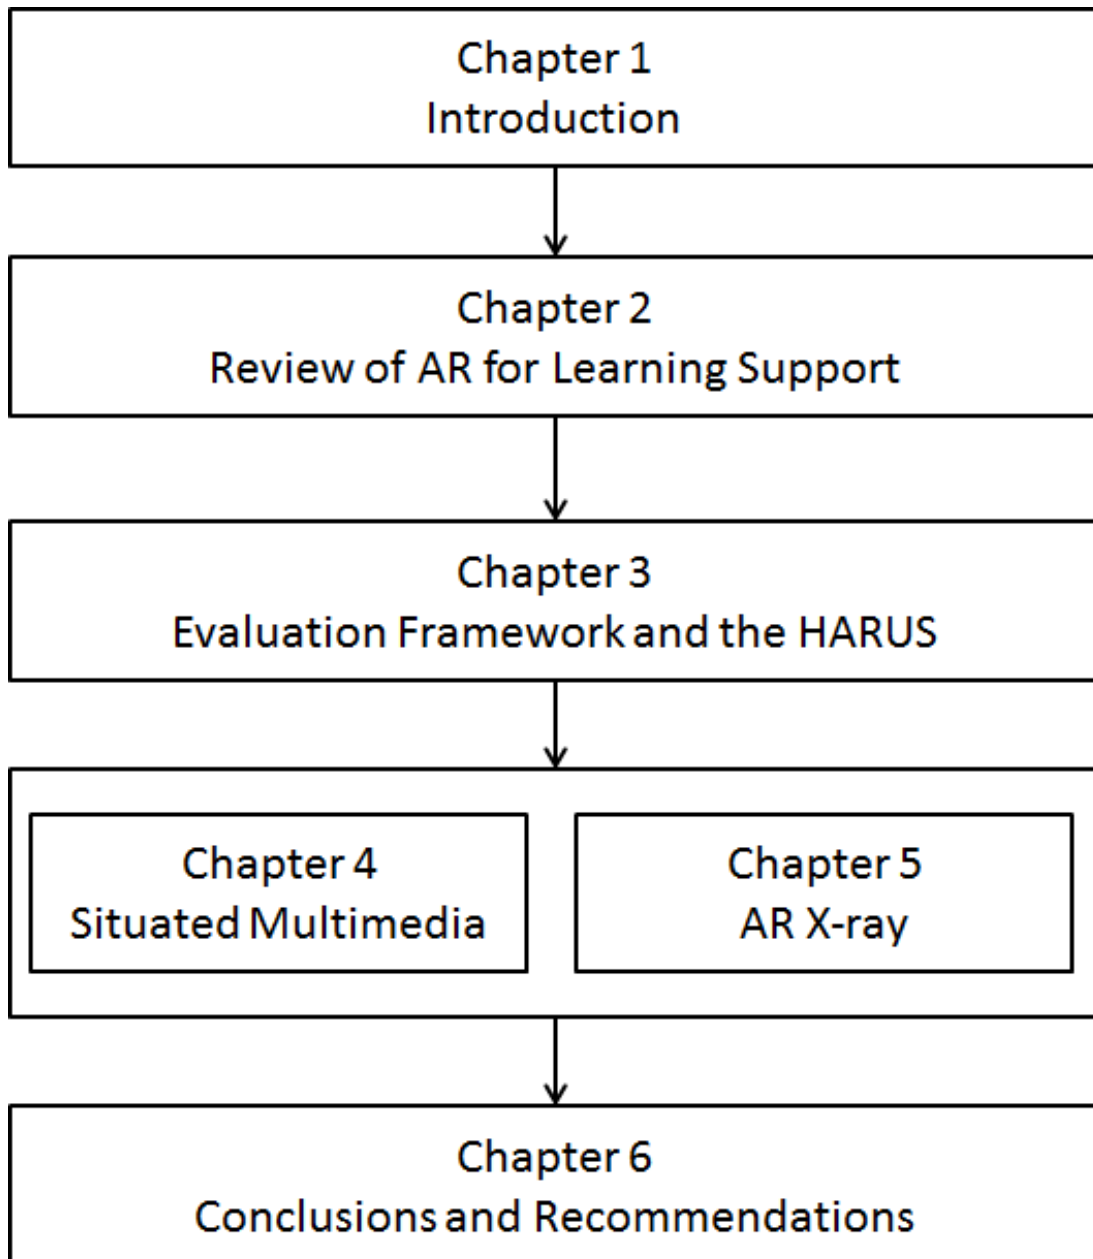 Chapter 1
Introduction
Chapter 2
Review of AR for Learning Support
Chapter 3
Evaluation Framework and the HARUS
Chapter 4
Situated Multimedia
Chapter 5
AR X-ray
Chapter 6
Conclusions and Recommendations